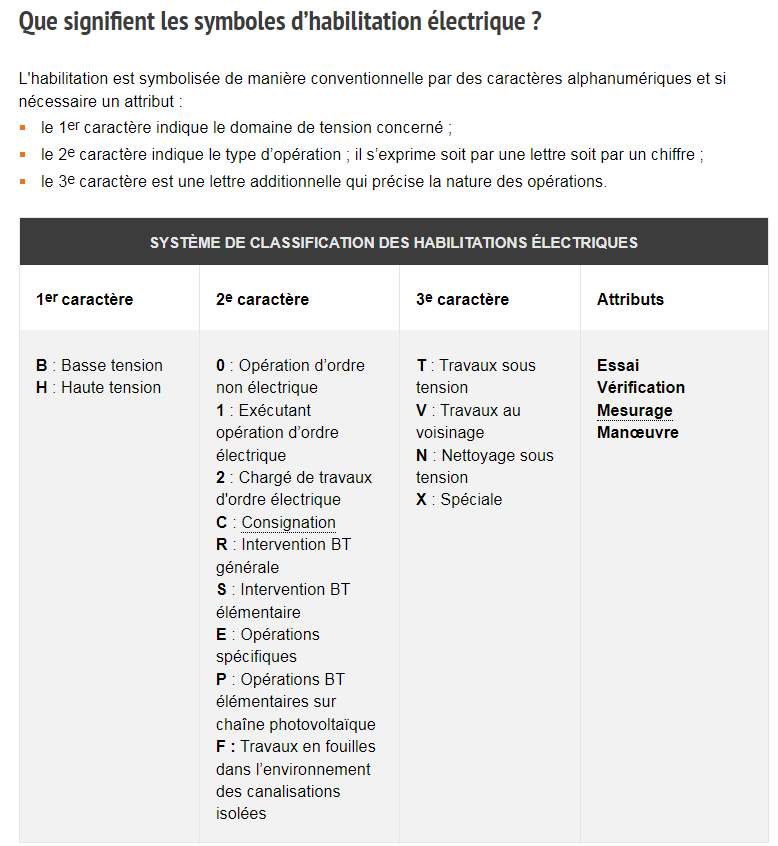 Que signifient les symboles d’habilitation électrique ?
L'habilitation est symbolisée de manière conventionnelle par des caractères alphanumériques et si
nécessaire un attribut :
le 1er caractère indique le domaine de tension concerné ;
le 2e caractère indique le type d’opération ; il s’exprime soit par une lettre soit par un chiffre ;
le 3e caractère est une lettre additionnelle qui précise la nature des opérations.
SYSTÈME DE CLASSIFICATION DES HABILITATIONS ÉLECTRIQUES
1er caractère
2e caractère
3e caractère
Attributs
B : Basse tension
H : Haute tension
0 : Opération d’ordre
non électrique
1 : Exécutant
opération d’ordre
électrique
2 : Chargé de travaux
d'ordre électrique
C : Consignation
R : Intervention BT
générale
S : Intervention BT
élémentaire
E : Opérations
spécifiques
P : Opérations BT
élémentaires sur
chaîne photovoltaïque
F : Travaux en fouilles
dans l’environnement
des canalisations
isolées
T : Travaux sous
tension
V : Travaux au
voisinage
N : Nettoyage sous
tension
X : Spéciale
Essai
Vérification
Mesurage
Manœuvre